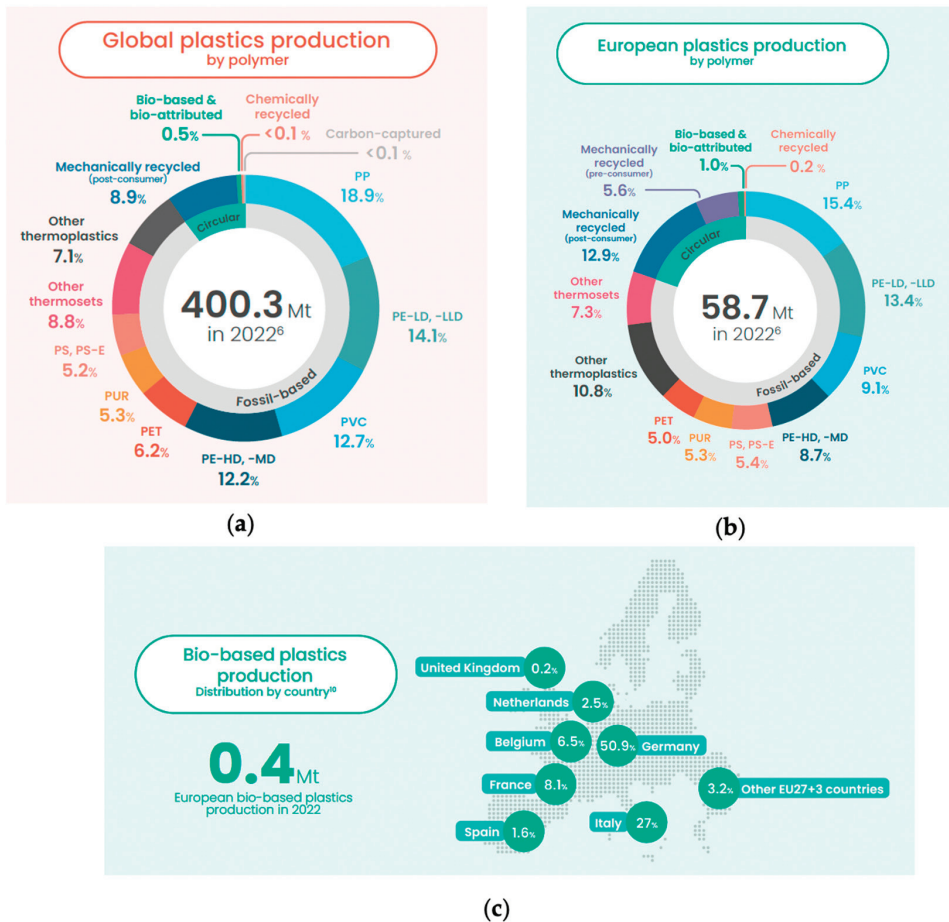 Global plastics production
by polymer
Bio-based &
bio-attributed
0.5%
Chemically
recycled
<0.1 %
Carbon-captured
<0.1 %
Mechanically recycled
(post-consumer)
8.9%
PP
18.9%
Other
thermoplastics
7.1%
Circular
Other
thermosets
8.8%
400.3 Mt
in 2022⁶
PE-LD, -LLD
14.1%
PS, PS-E
5.2%
Fossil-based
PUR
5.3%
PET
6.2%
PE-HD, -MD
12.2%
PVC
12.7%
(a)
European plastics production
by polymer
Mechanically
recycled
(pre-consumer)
5.6%
Bio-based &
bio-attributed
1.0%
Chemically
recycled
0.2 %
PP
15.4%
Mechanically
recycled
(post-consumer)
12.9%
Circular
Other
thermosets
7.3%
58.7 Mt
in 2022⁶
PE-LD, -LLD
13.4%
Other
thermoplastics
10.8%
Fossil-based
PVC
9.1%
PET
5.0%
PUR
5.3%
PS, PS-E
5.4%
PE-HD, -MD
8.7%
(b)
Bio-based plastics
production
Distribution by country¹⁰
0.4 Mt
European bio-based plastics
production in 2022
United Kingdom 0.2%
Netherlands 2.5%
Belgium 6.5%
50.9% Germany
France 8.1%
3.2% Other EU27+3 countries
Spain 1.6%
Italy 27%
(c)